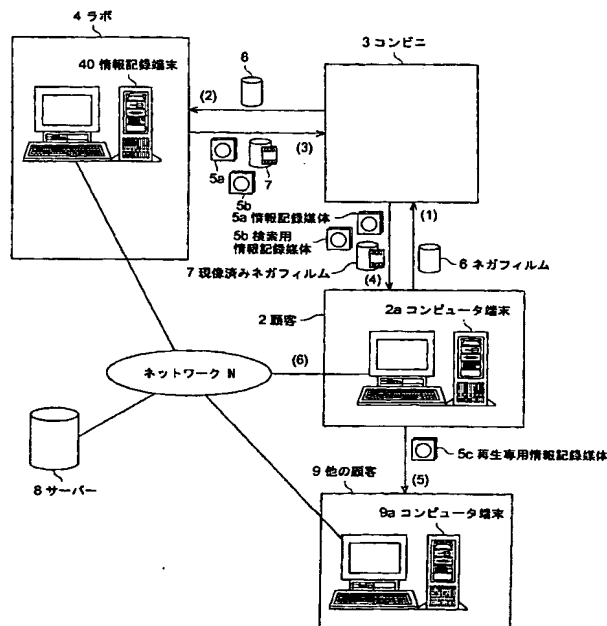 4 ラボ
40 情報記録端末
6
(2)
(3)
5a
5b
7
3 コンビニ
5a 情報記録媒体
5b 検索用
情報記録媒体
7 現像済みネガフィルム
(4)
(1)
6 ネガフィルム
2 顧客
2a コンピュータ端末
(6)
ネットワーク N
8 サーバー
5c 再生専用情報記録媒体
(5)
9 他の顧客
9a コンピュータ端末